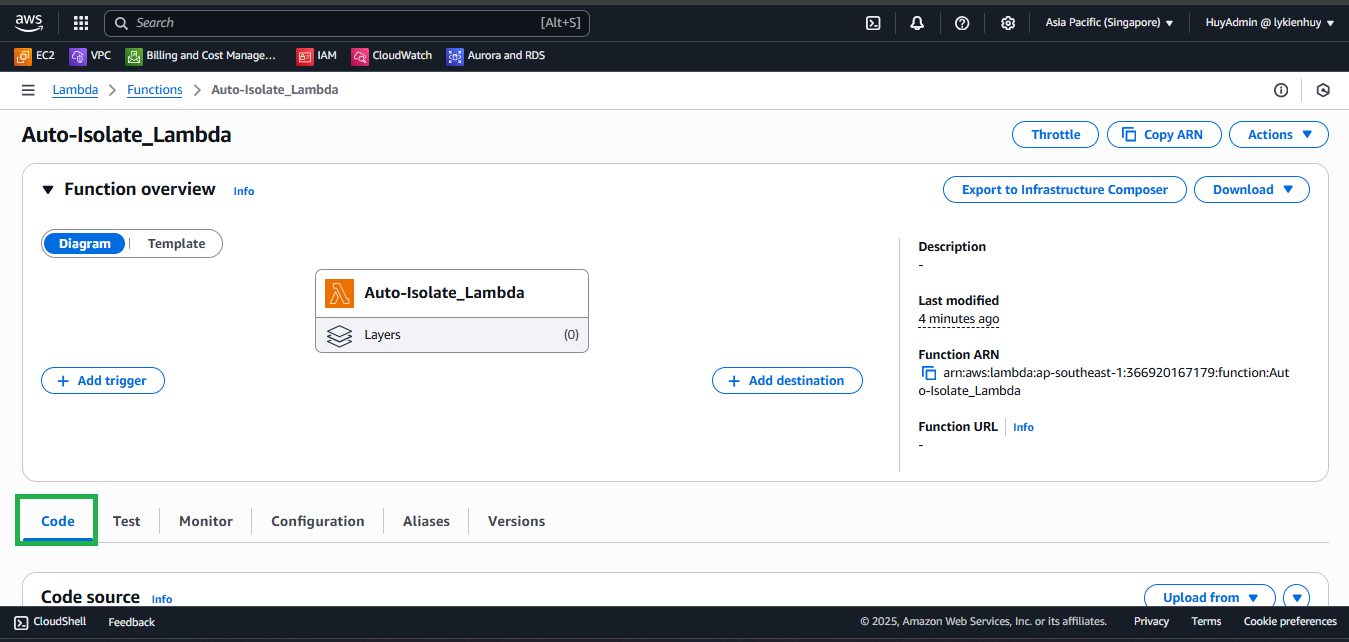 aws
Search [Alt+S]
Asia Pacific (Singapore)
HuyAdmin @ lykienhuy
EC2
VPC
Billing and Cost Manage...
IAM
CloudWatch
Aurora and RDS
Lambda
Functions
Auto-Isolate_Lambda
Auto-Isolate_Lambda
Throttle
Copy ARN
Actions
Function overview Info
Export to Infrastructure Composer
Download
Diagram
Template
Auto-Isolate_Lambda
Layers (0)
+ Add trigger
+ Add destination
Description
-
Last modified
4 minutes ago
Function ARN
arn:aws:lambda:ap-southeast-1:366920167179:function:Aut
o-Isolate_Lambda
Function URL Info
-
Code
Test
Monitor
Configuration
Aliases
Versions
Code source Info
Upload from
CloudShell
Feedback
© 2025, Amazon Web Services, Inc. or its affiliates.
Privacy
Terms
Cookie preferences